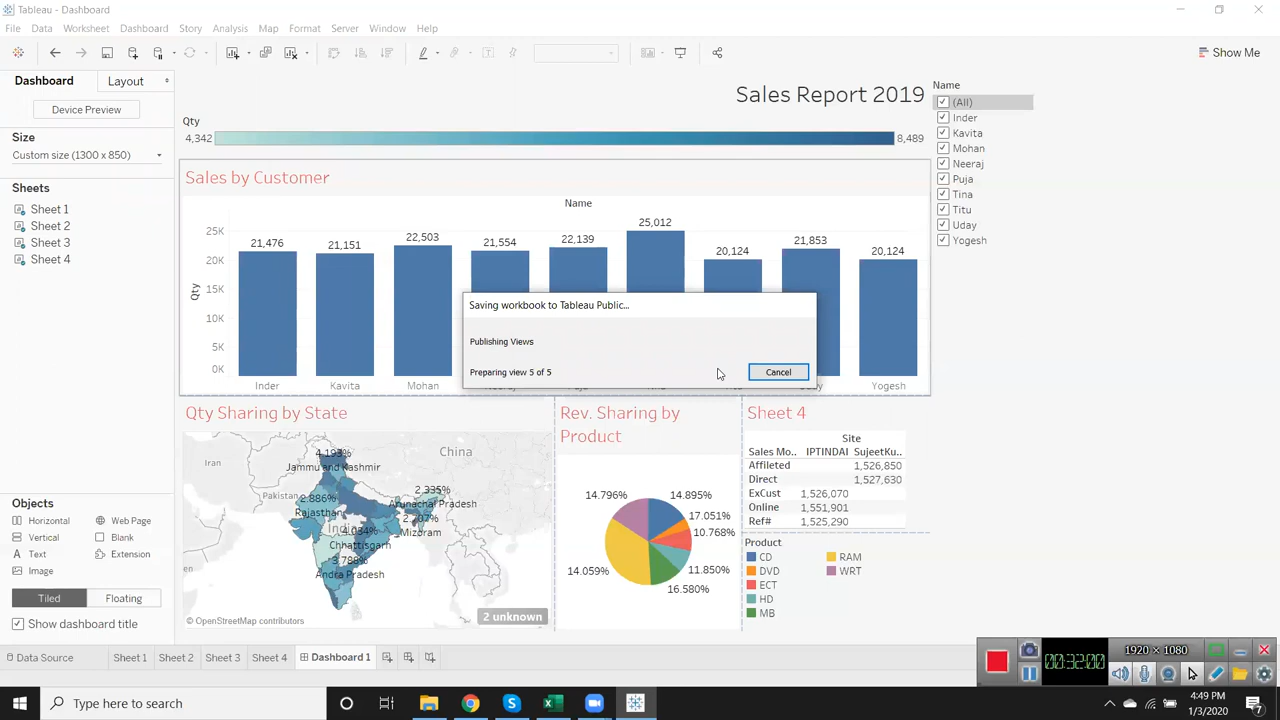 Tableau - Dashboard
File Data Worksheet Dashboard Story Analysis Map Format Server Window Help
Show Me
Dashboard Layout
Device Preview
Size
Custom size (1300 x 850)
Sheets
Sheet 1
Sheet 2
Sheet 3
Sheet 4
Objects
Horizontal Web Page
Vertical Blank
Text Extension
Image
Tiled Floating
Show dashboard title
Sales Report 2019
Qty
4,342 8,489
Name
(All)
Inder
Kavita
Mohan
Neeraj
Puja
Tina
Titu
Uday
Yogesh
Sales by Customer
Name
25K
20K
15K
10K
5K
0K
Qty
21,476 21,151 22,503 21,554 22,139 25,012 20,124 21,853 20,124
Inder Kavita Mohan Yogesh
Saving workbook to Tableau Public...
Publishing Views
Preparing view 5 of 5
Cancel
Qty Sharing by State
Iran
China
Pakistan
India
4.193%
Jammu and Kashmir
2.886%
Rajasthan
2.335%
Arunachal Pradesh
Mizoram
Chhattisgarh
3.788%
Andra Pradesh
© OpenStreetMap contributors
2 unknown
Rev. Sharing by
Product
14.796% 14.895%
17.051%
10.768%
11.850%
14.059%
16.580%
Sheet 4
Site
Sales Mo.. IPTINDAI SujeetKu..
Affileted 1,526,850
Direct 1,527,630
ExCust 1,526,070
Online 1,551,901
Ref# 1,525,290
Product
CD RAM
DVD WRT
ECT
HD
MB
Data Source Sheet 1 Sheet 2 Sheet 3 Sheet 4 Dashboard 1
1920 × 1080
00:32:00
Type here to search
4:49 PM
1/3/2020
7